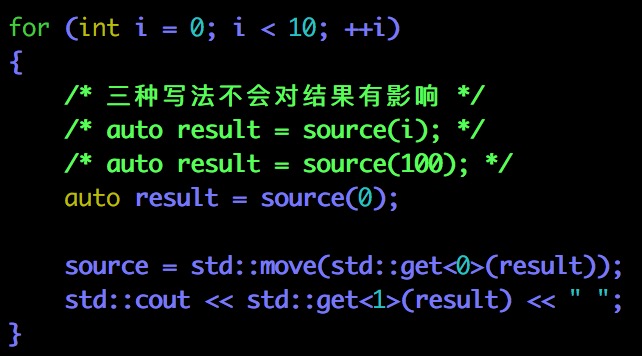 for (int i = 0; i < 10; ++i)
{
    /* 三种写法不会对结果有影响 */
    /* auto result = source(i); */
    /* auto result = source(100); */
    auto result = source(0);

    source = std::move(std::get<0>(result));
    std::cout << std::get<1>(result) << " ";
}